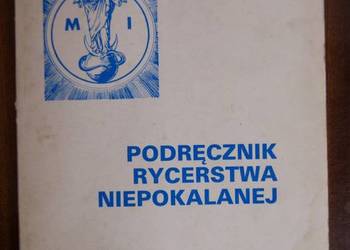 M I
PODRĘCZNIK
RYCERSTWA
NIEPOKALANEJ